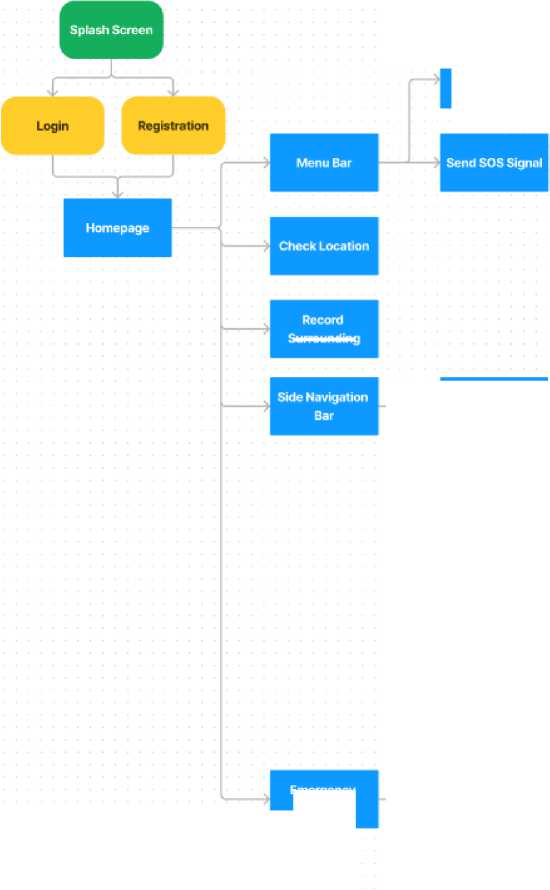 Splash Screen
Login
Registration
Homepage
Menu Bar
Send SOS Signal
Check Location
Record
Surrounding
Side Navigation
Bar
Emergency